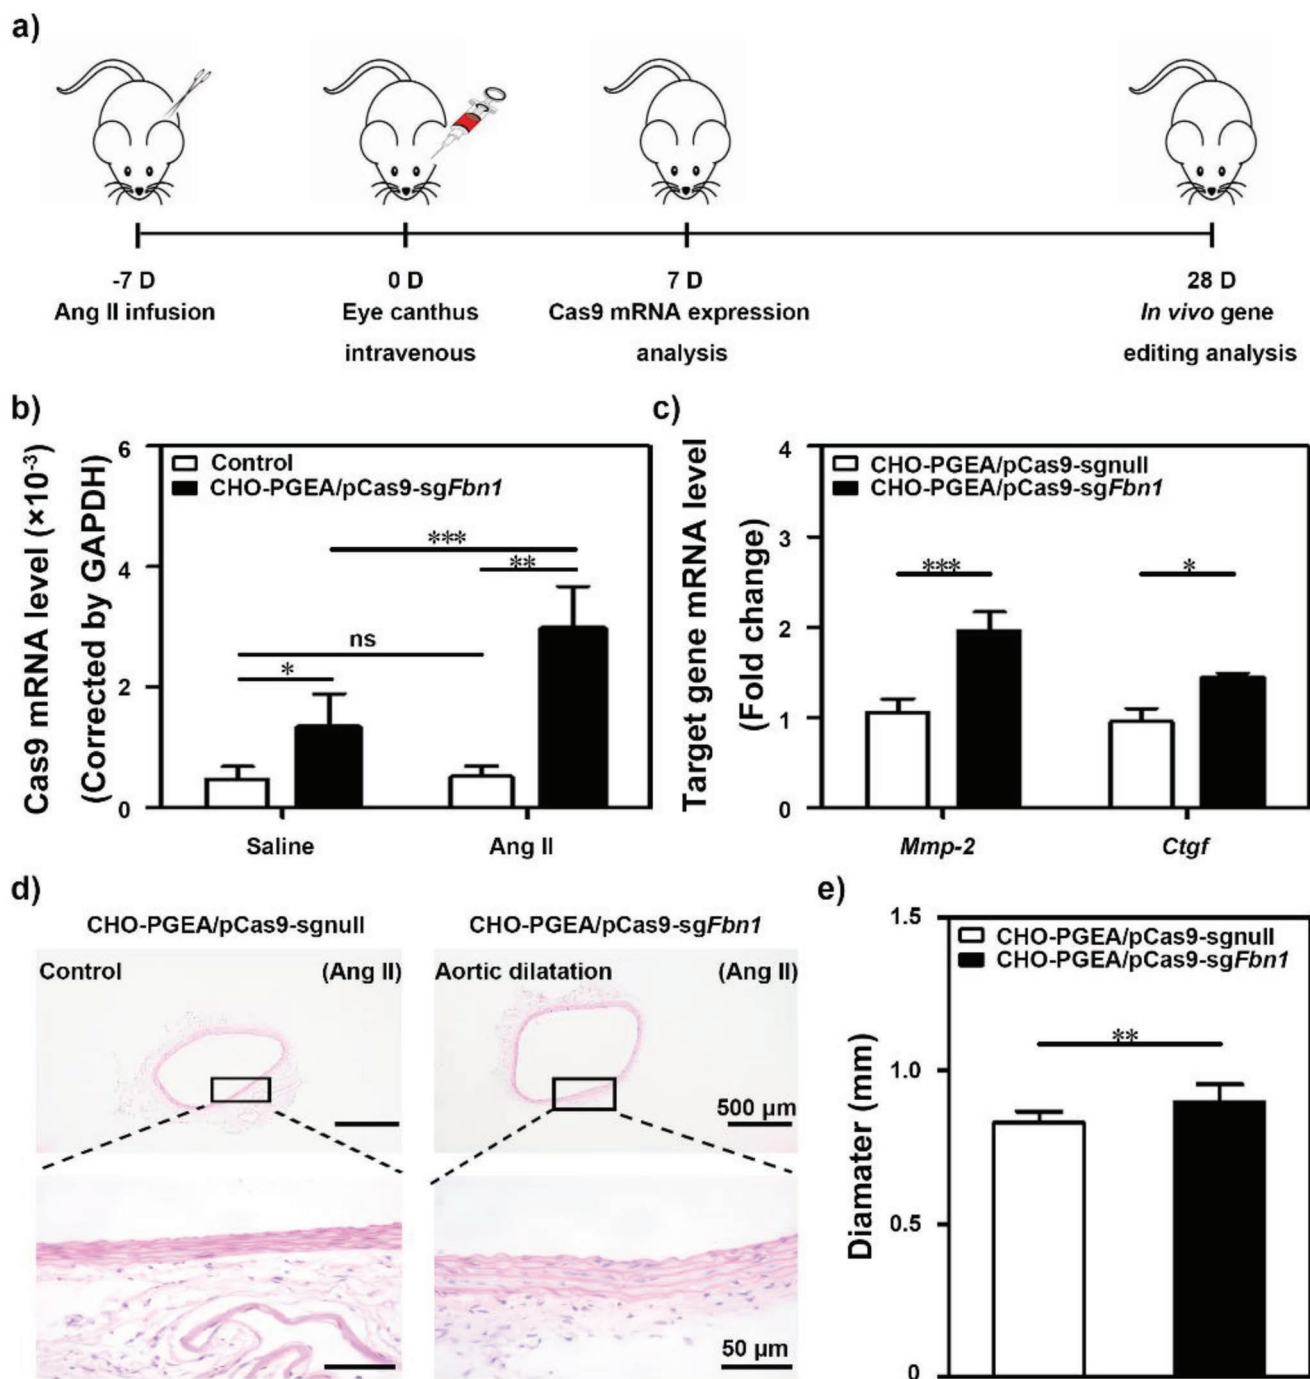 a)
-7 D
Ang II infusion
0 D
Eye canthus
intravenous
7 D
Cas9 mRNA expression
analysis
28 D
In vivo gene
editing analysis
b)
Cas9 mRNA level (×10⁻³)
(Corrected by GAPDH)
6
4
2
0
Control
CHO-PGEA/pCas9-sgFbn1
***
**
ns
*
Saline
Ang II
c)
Target gene mRNA level
(Fold change)
4
3
2
1
0
CHO-PGEA/pCas9-sgnull
CHO-PGEA/pCas9-sgFbn1
***
*
Mmp-2
Ctgf
d)
CHO-PGEA/pCas9-sgnull
Control
(Ang II)
CHO-PGEA/pCas9-sgFbn1
Aortic dilatation
(Ang II)
500 µm
50 µm
e)
Diamater (mm)
1.5
1.0
0.5
0
CHO-PGEA/pCas9-sgnull
CHO-PGEA/pCas9-sgFbn1
**